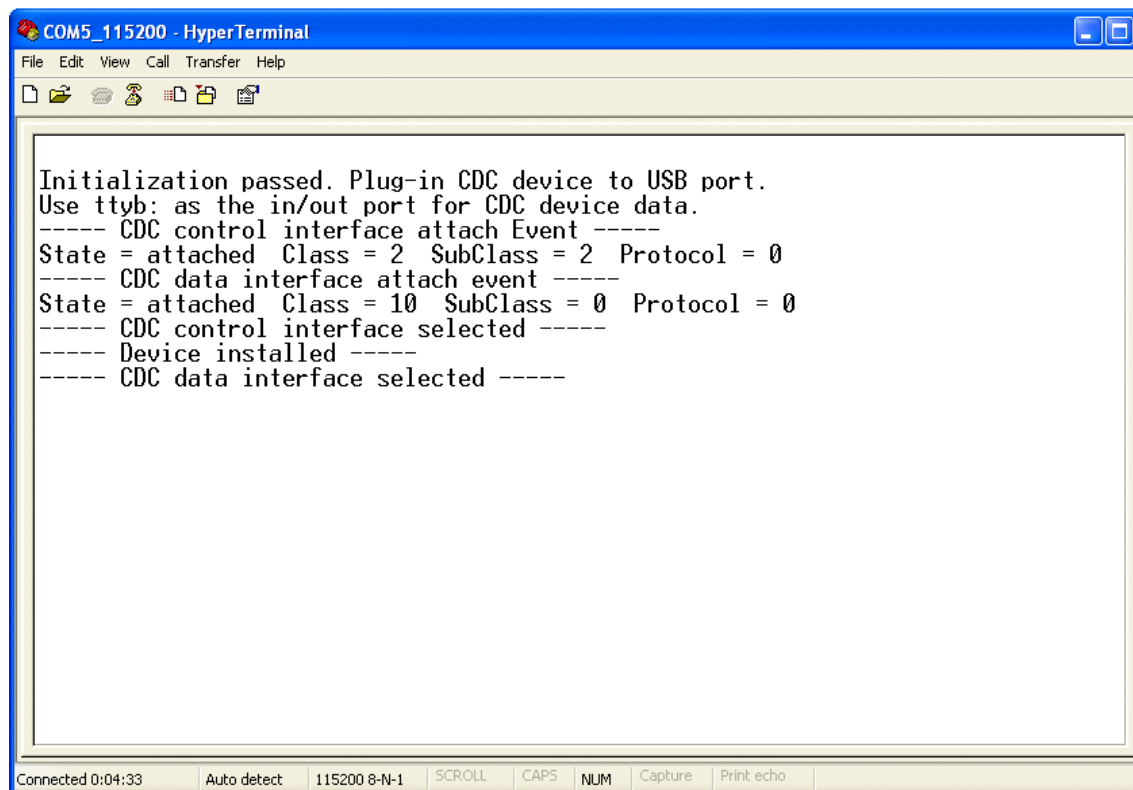 COM5_115200 - HyperTerminal
File Edit View Call Transfer Help
Initialization passed. Plug-in CDC device to USB port.
Use ttyb: as the in/out port for CDC device data.
----- CDC control interface attach Event -----
State = attached  Class = 2  SubClass = 2  Protocol = 0
----- CDC data interface attach event -----
State = attached  Class = 10  SubClass = 0  Protocol = 0
----- CDC control interface selected -----
----- Device installed -----
----- CDC data interface selected -----
Connected 0:04:33 Auto detect 115200 8-N-1 SCROLL CAPS NUM Capture Print echo